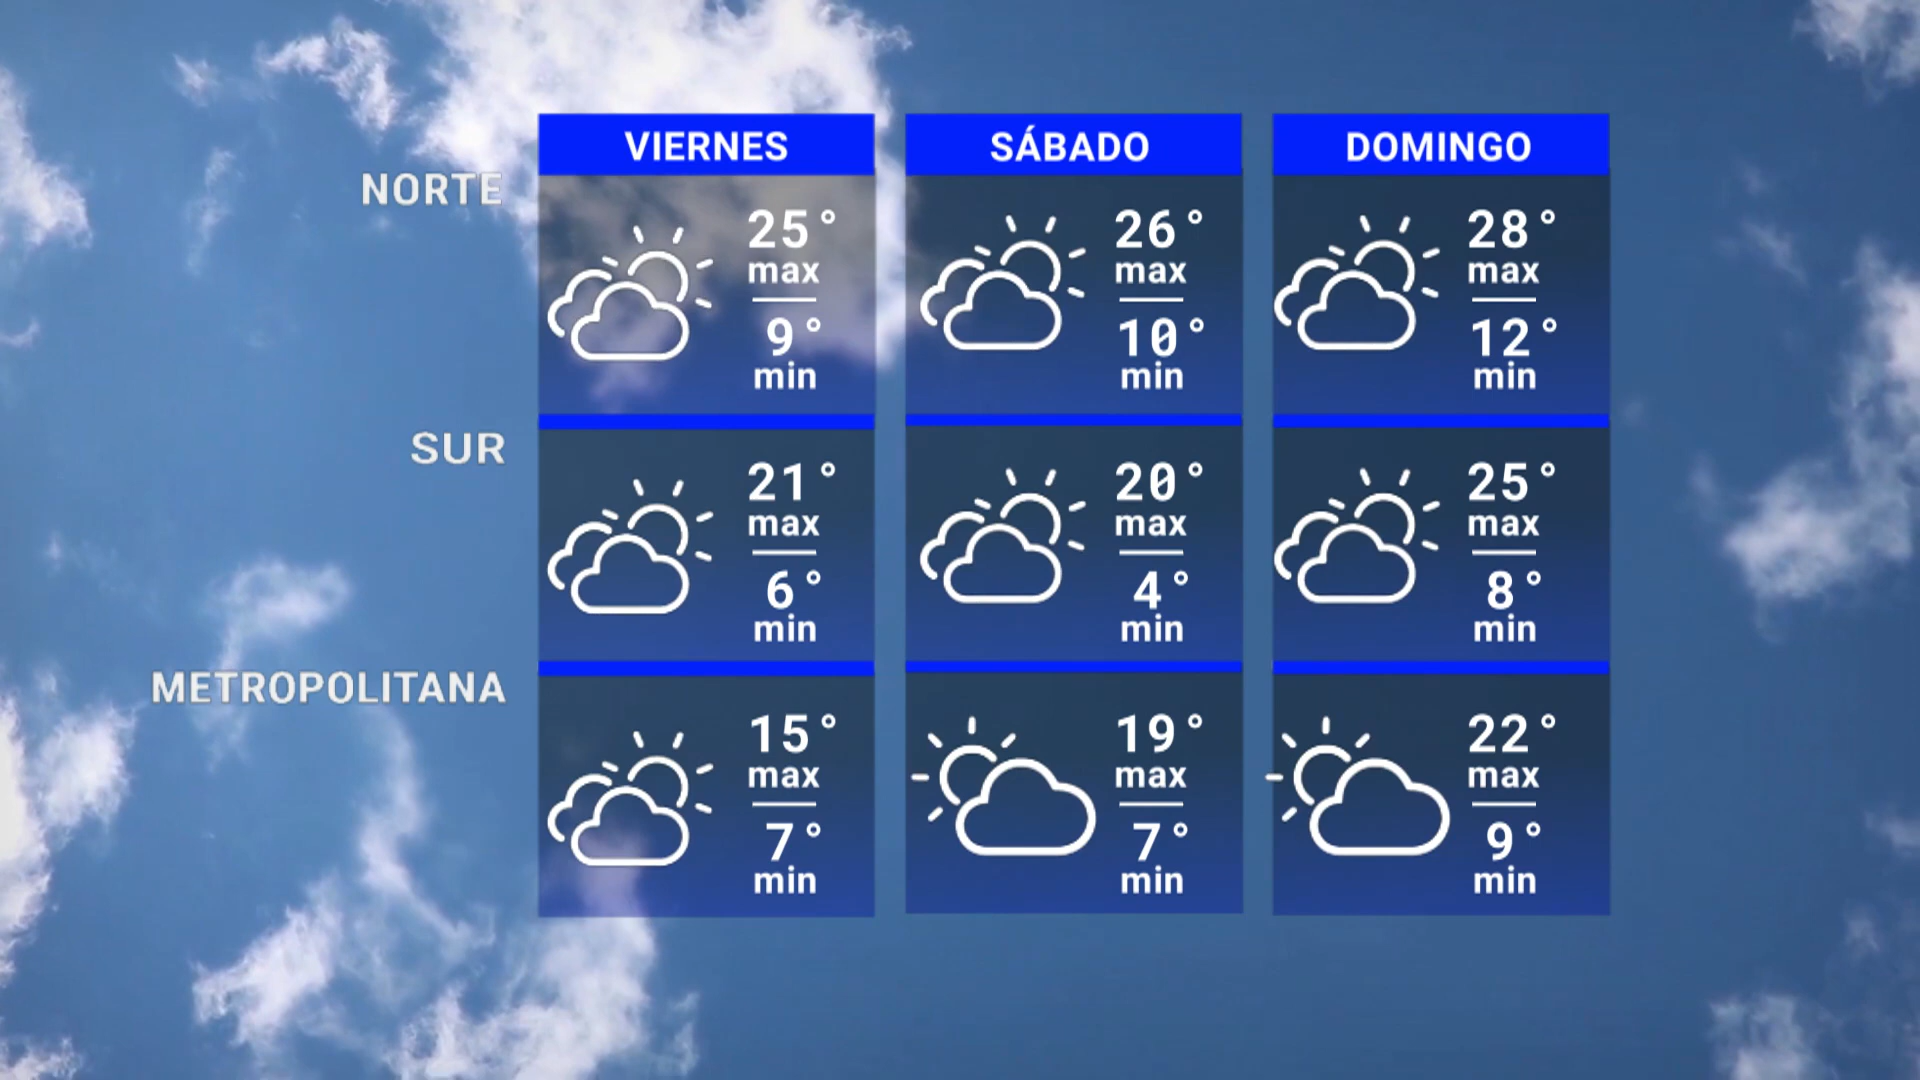 VIERNES SÁBADO DOMINGO
NORTE
25° 26° 28°
max max max
9° 10° 12°
min min min
SUR
21° 20° 25°
max max max
6° 4° 8°
min min min
METROPOLITANA
15° 19° 22°
max max max
7° 7° 9°
min min min